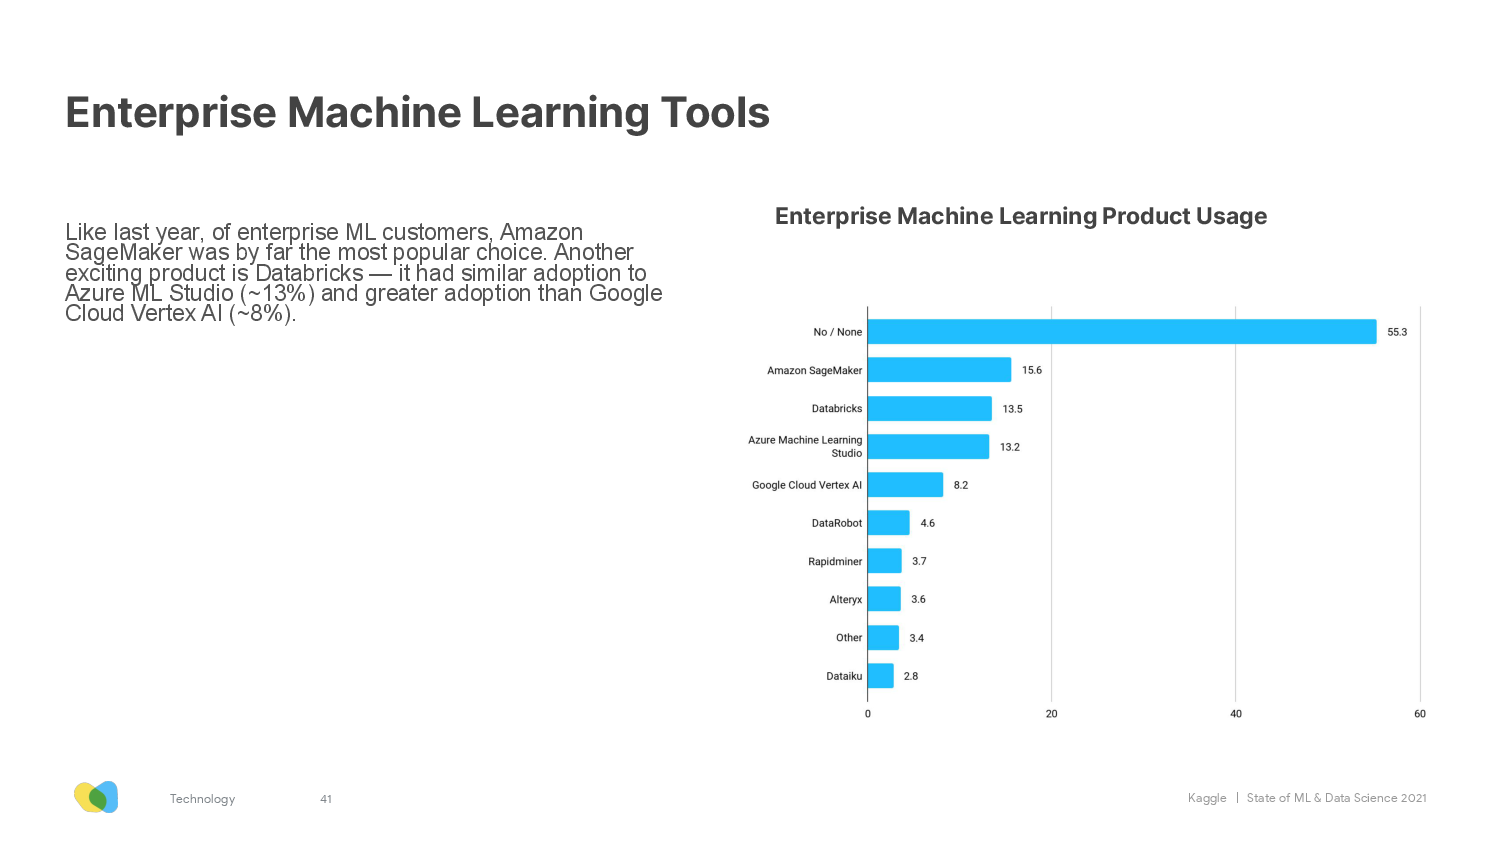 Enterprise Machine Learning Tools
Like last year, of enterprise ML customers, Amazon
SageMaker was by far the most popular choice. Another
exciting product is Databricks — it had similar adoption to
Azure ML Studio (~13%) and greater adoption than Google
Cloud Vertex AI (~8%).
Enterprise Machine Learning Product Usage
No / None 55.3
Amazon SageMaker 15.6
Databricks 13.5
Azure Machine Learning
Studio 13.2
Google Cloud Vertex AI 8.2
DataRobot 4.6
Rapidminer 3.7
Alteryx 3.6
Other 3.4
Dataiku 2.8
0 20 40 60
Technology 41
Kaggle | State of ML & Data Science 2021